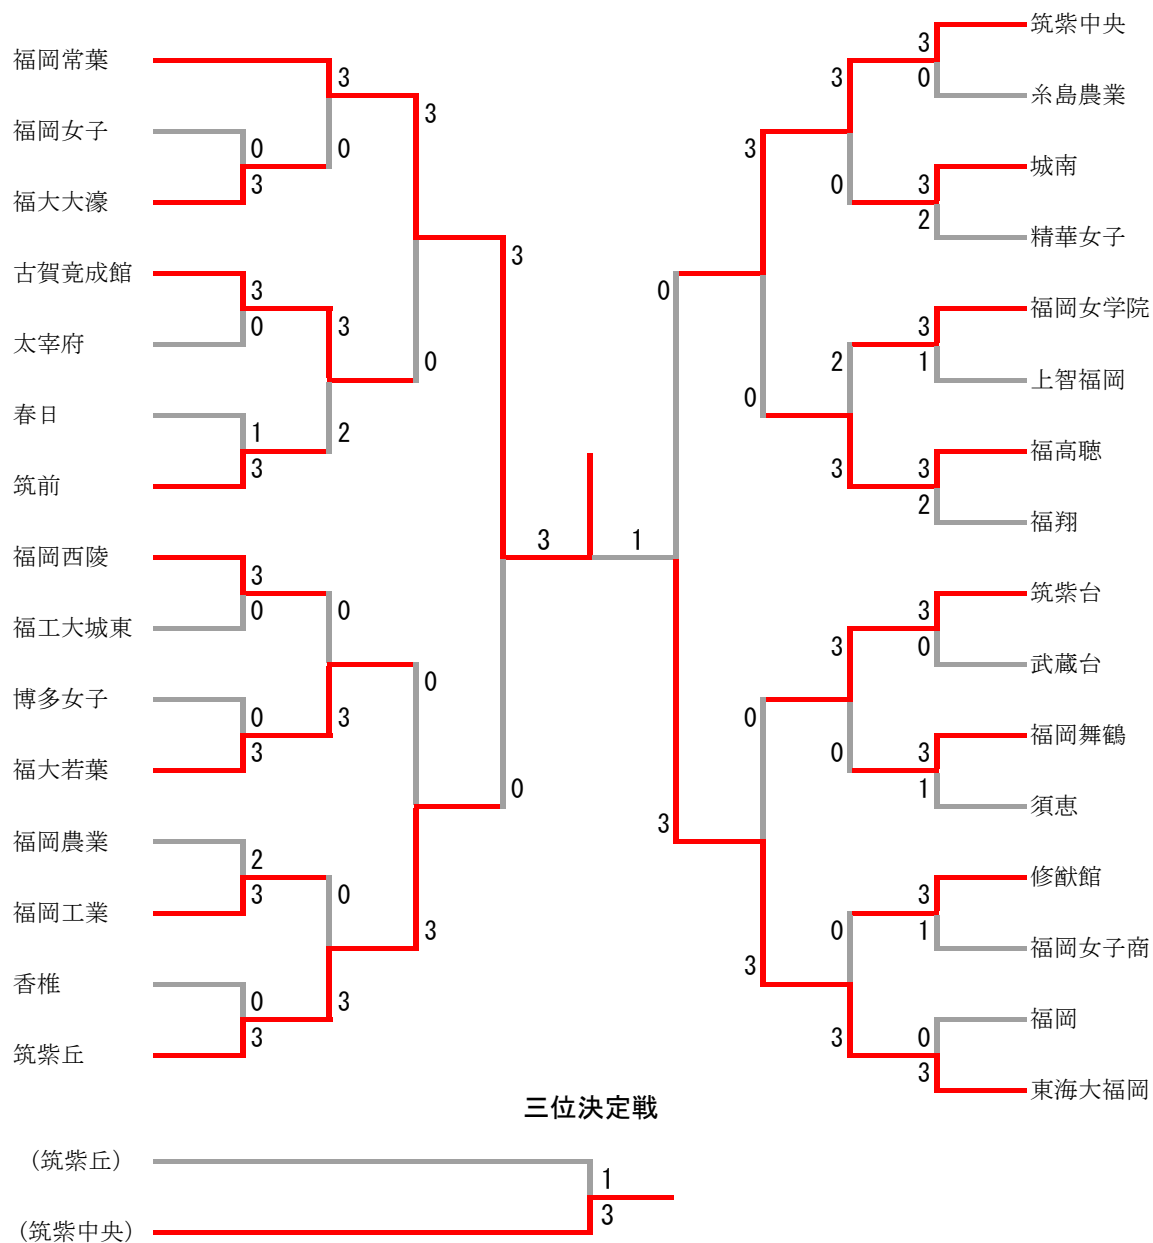 福岡常葉
3
0
福岡女子
0
3
福大大濠
3
古賀竟成館
3
0
太宰府
3
2
春日
1
3
筑前
0
3
福岡西陵
3
0
福工大城東
0
3
博多女子
0
3
福大若葉
0
福岡農業
2
3
福岡工業
0
3
香椎
0
3
筑紫丘
0
3
3
1
筑紫中央
3
0
糸島農業
3
0
城南
3
2
精華女子
3
0
福岡女学院
3
1
上智福岡
2
3
福高聴
3
2
福翔
0
3
筑紫台
3
0
武蔵台
3
0
福岡舞鶴
3
1
須恵
0
3
修猷館
3
1
福岡女子商
0
3
福岡
0
3
東海大福岡
三位決定戦
(筑紫丘)
1
3
(筑紫中央)